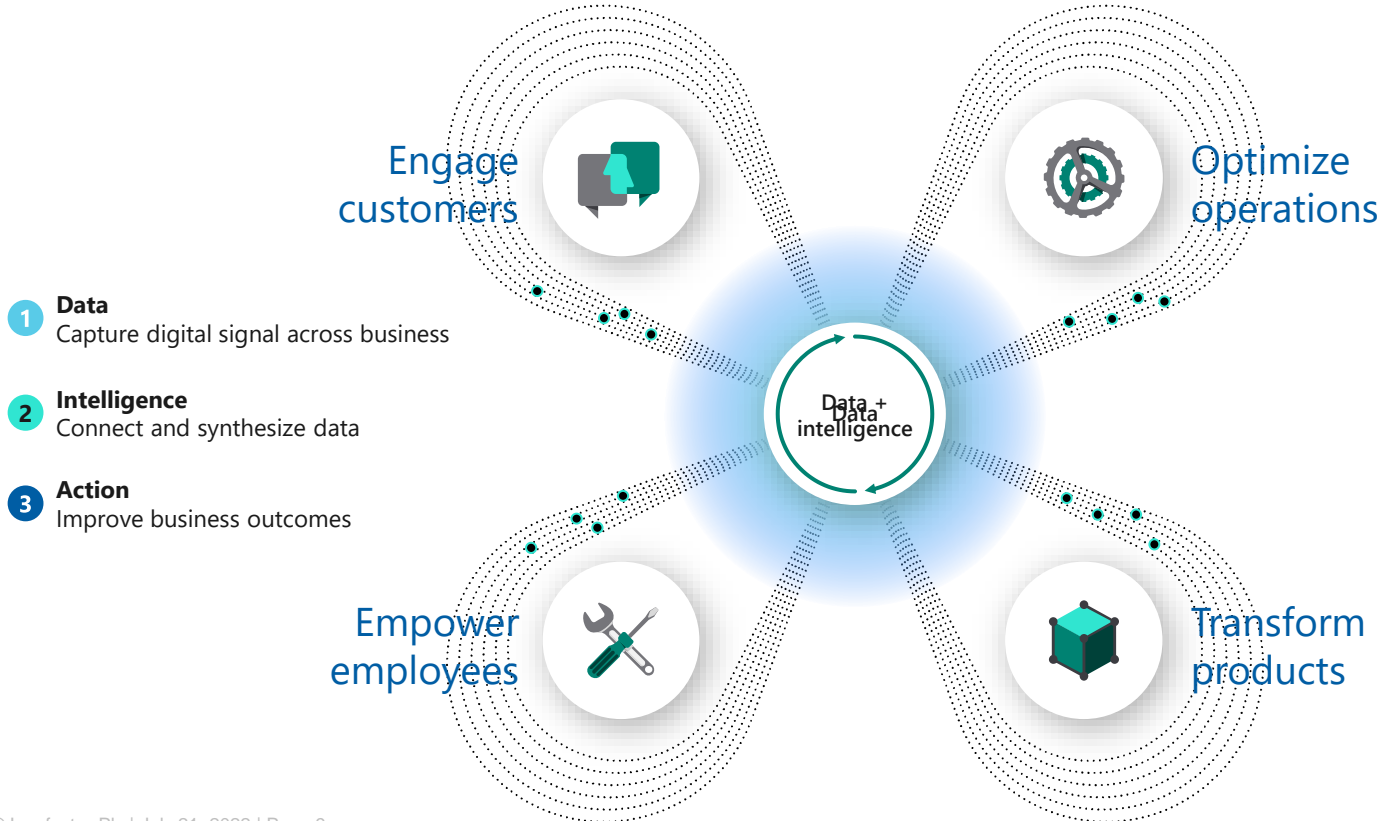 Engage
customers
Optimize
operations
1
Data
Capture digital signal across business
2
Intelligence
Connect and synthesize data
3
Action
Improve business outcomes
Data +
Data
intelligence
Empower
employees
Transform
products